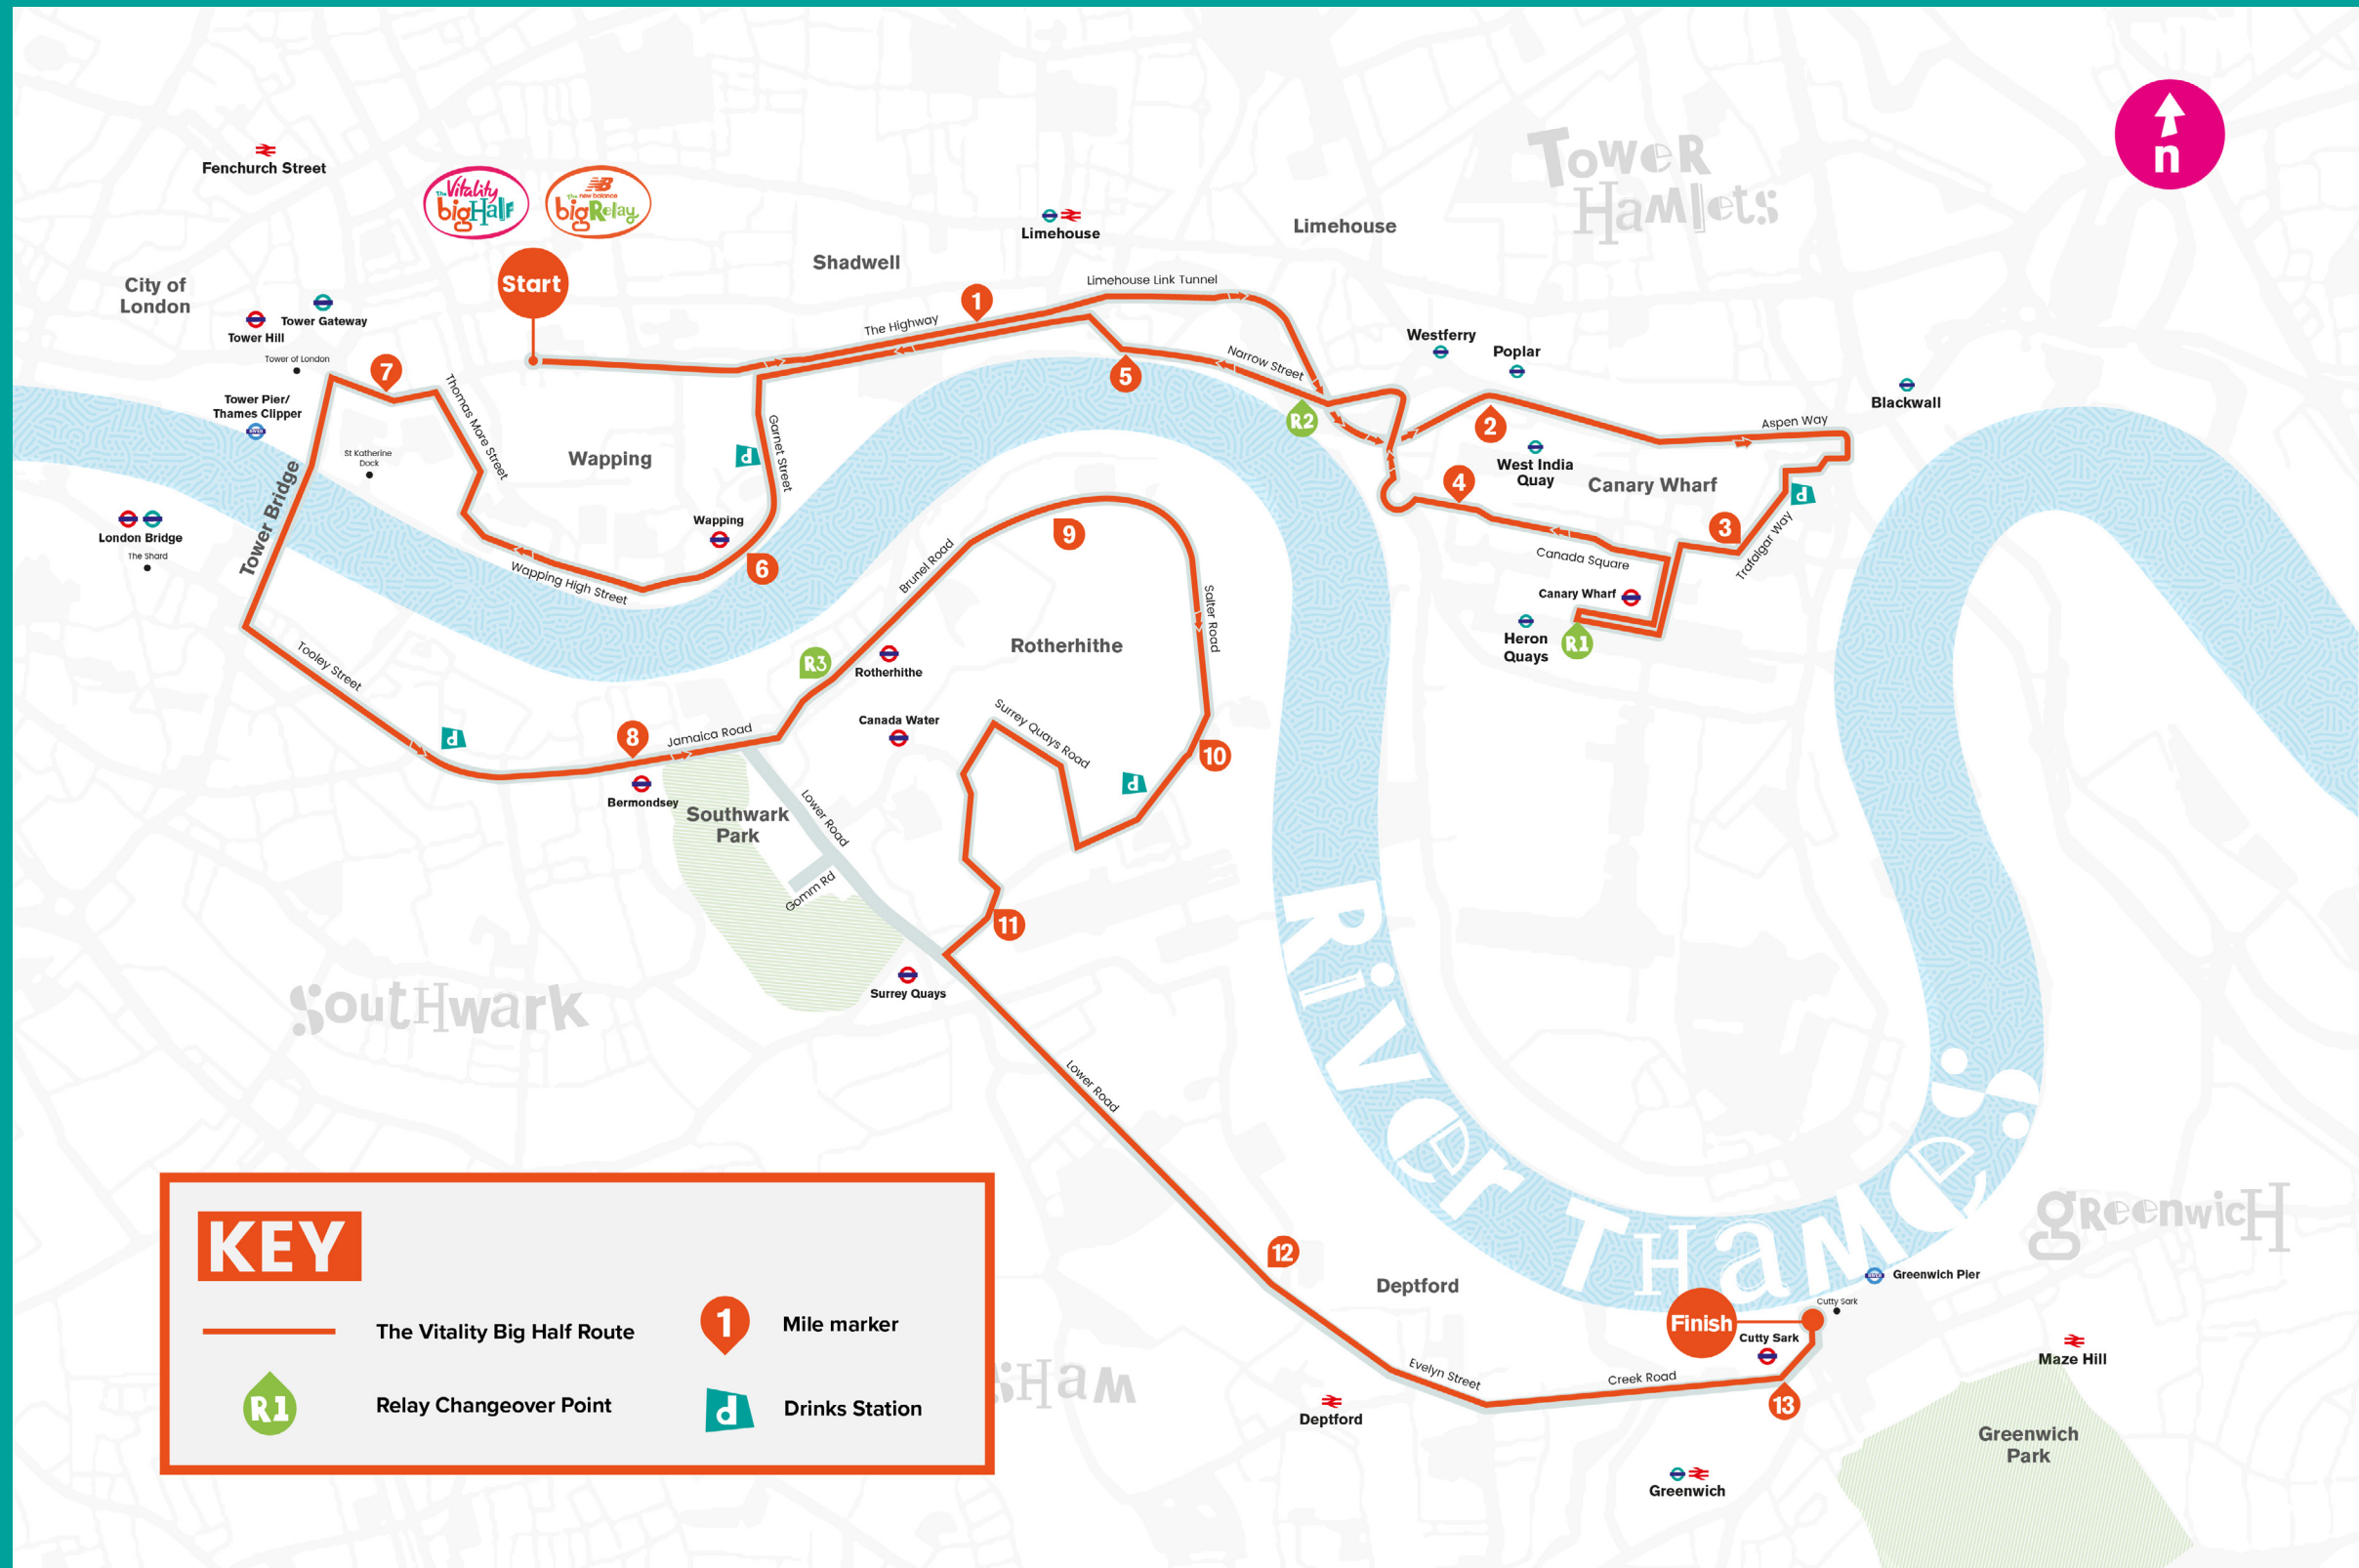 Fenchurch Street
The Vitality
bigHalf
The new balance
bigRelay
Start
City of
London
Tower Gateway
Tower Hill
Tower of London
7
Tower Pier/
Thames Clipper
St Katherine
Dock
Tower Bridge
London Bridge
The Shard
Thomas More Street
Wapping
Wapping
Wapping High Street
Garnet Street
d
6
Shadwell
The Highway
1
Limehouse
Limehouse Link Tunnel
Limehouse
Narrow Street
5
R2
Tower
Hamlets
n
Westferry
Poplar
2
Blackwall
Aspen Way
West India
Quay
Canary Wharf
d
4
3
Trafalgar Way
Canada Square
Canary Wharf
Heron
Quays
R1
Tooley Street
d
8
Jamaica Road
Bermondsey
Southwark
Park
Lower Road
Gomm Rd
R3
Rotherhithe
Brunel Road
9
Rotherhithe
Salter Road
Canada Water
Surrey Quays Road
d
10
11
Surrey Quays
Southwark
Lower Road
River Thames
12
Deptford
Evelyn Street
Deptford
Creek Road
13
Finish
Cutty Sark
Cutty Sark
Greenwich Pier
Greenwich
Maze Hill
Greenwich
Park
Greenwich
sHam
KEY
The Vitality Big Half Route
1
Mile marker
R1
Relay Changeover Point
d
Drinks Station